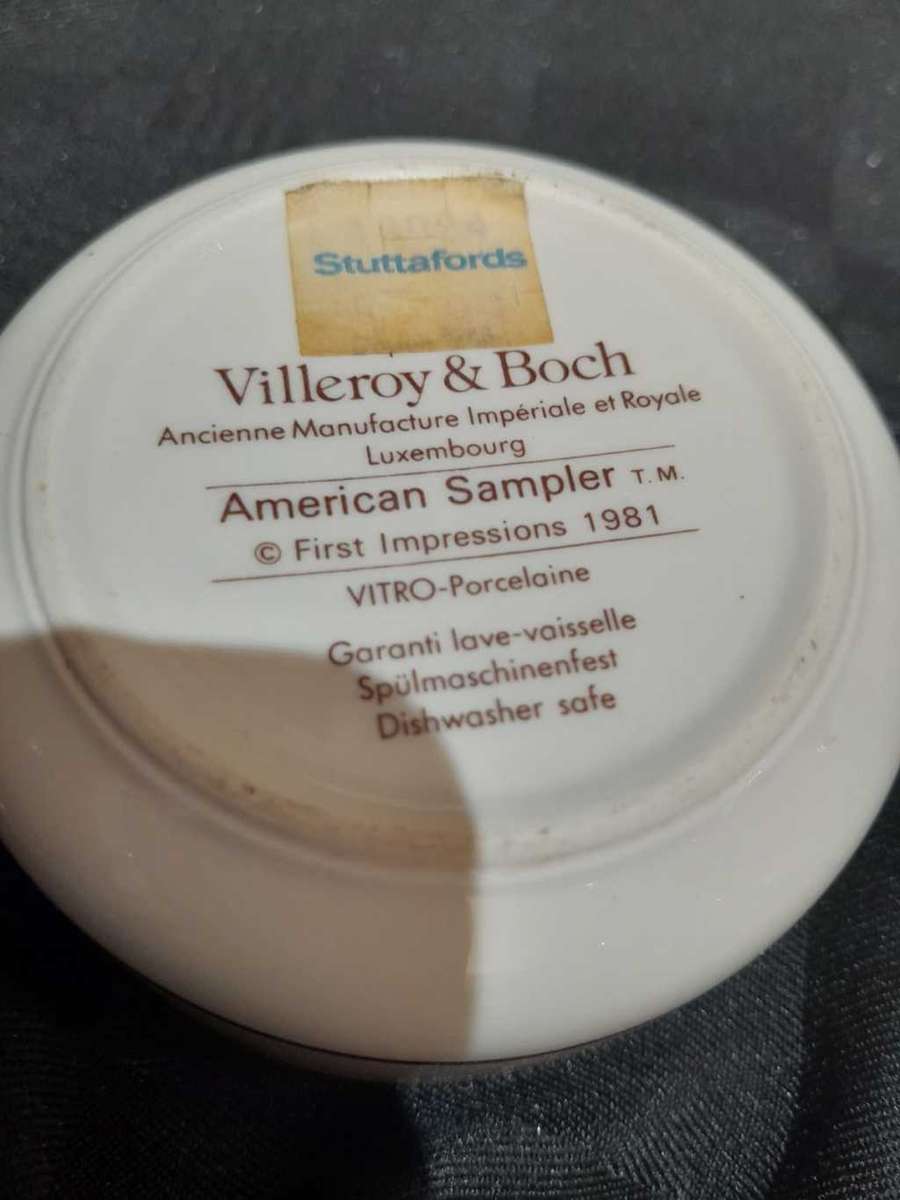 Stuttafords
Villeroy & Boch
Ancienne Manufacture Impériale et Royale
Luxembourg
American Sampler T.M.
© First Impressions 1981
VITRO-Porcelaine
Garanti lave-vaisselle
Spülmaschinenfest
Dishwasher safe